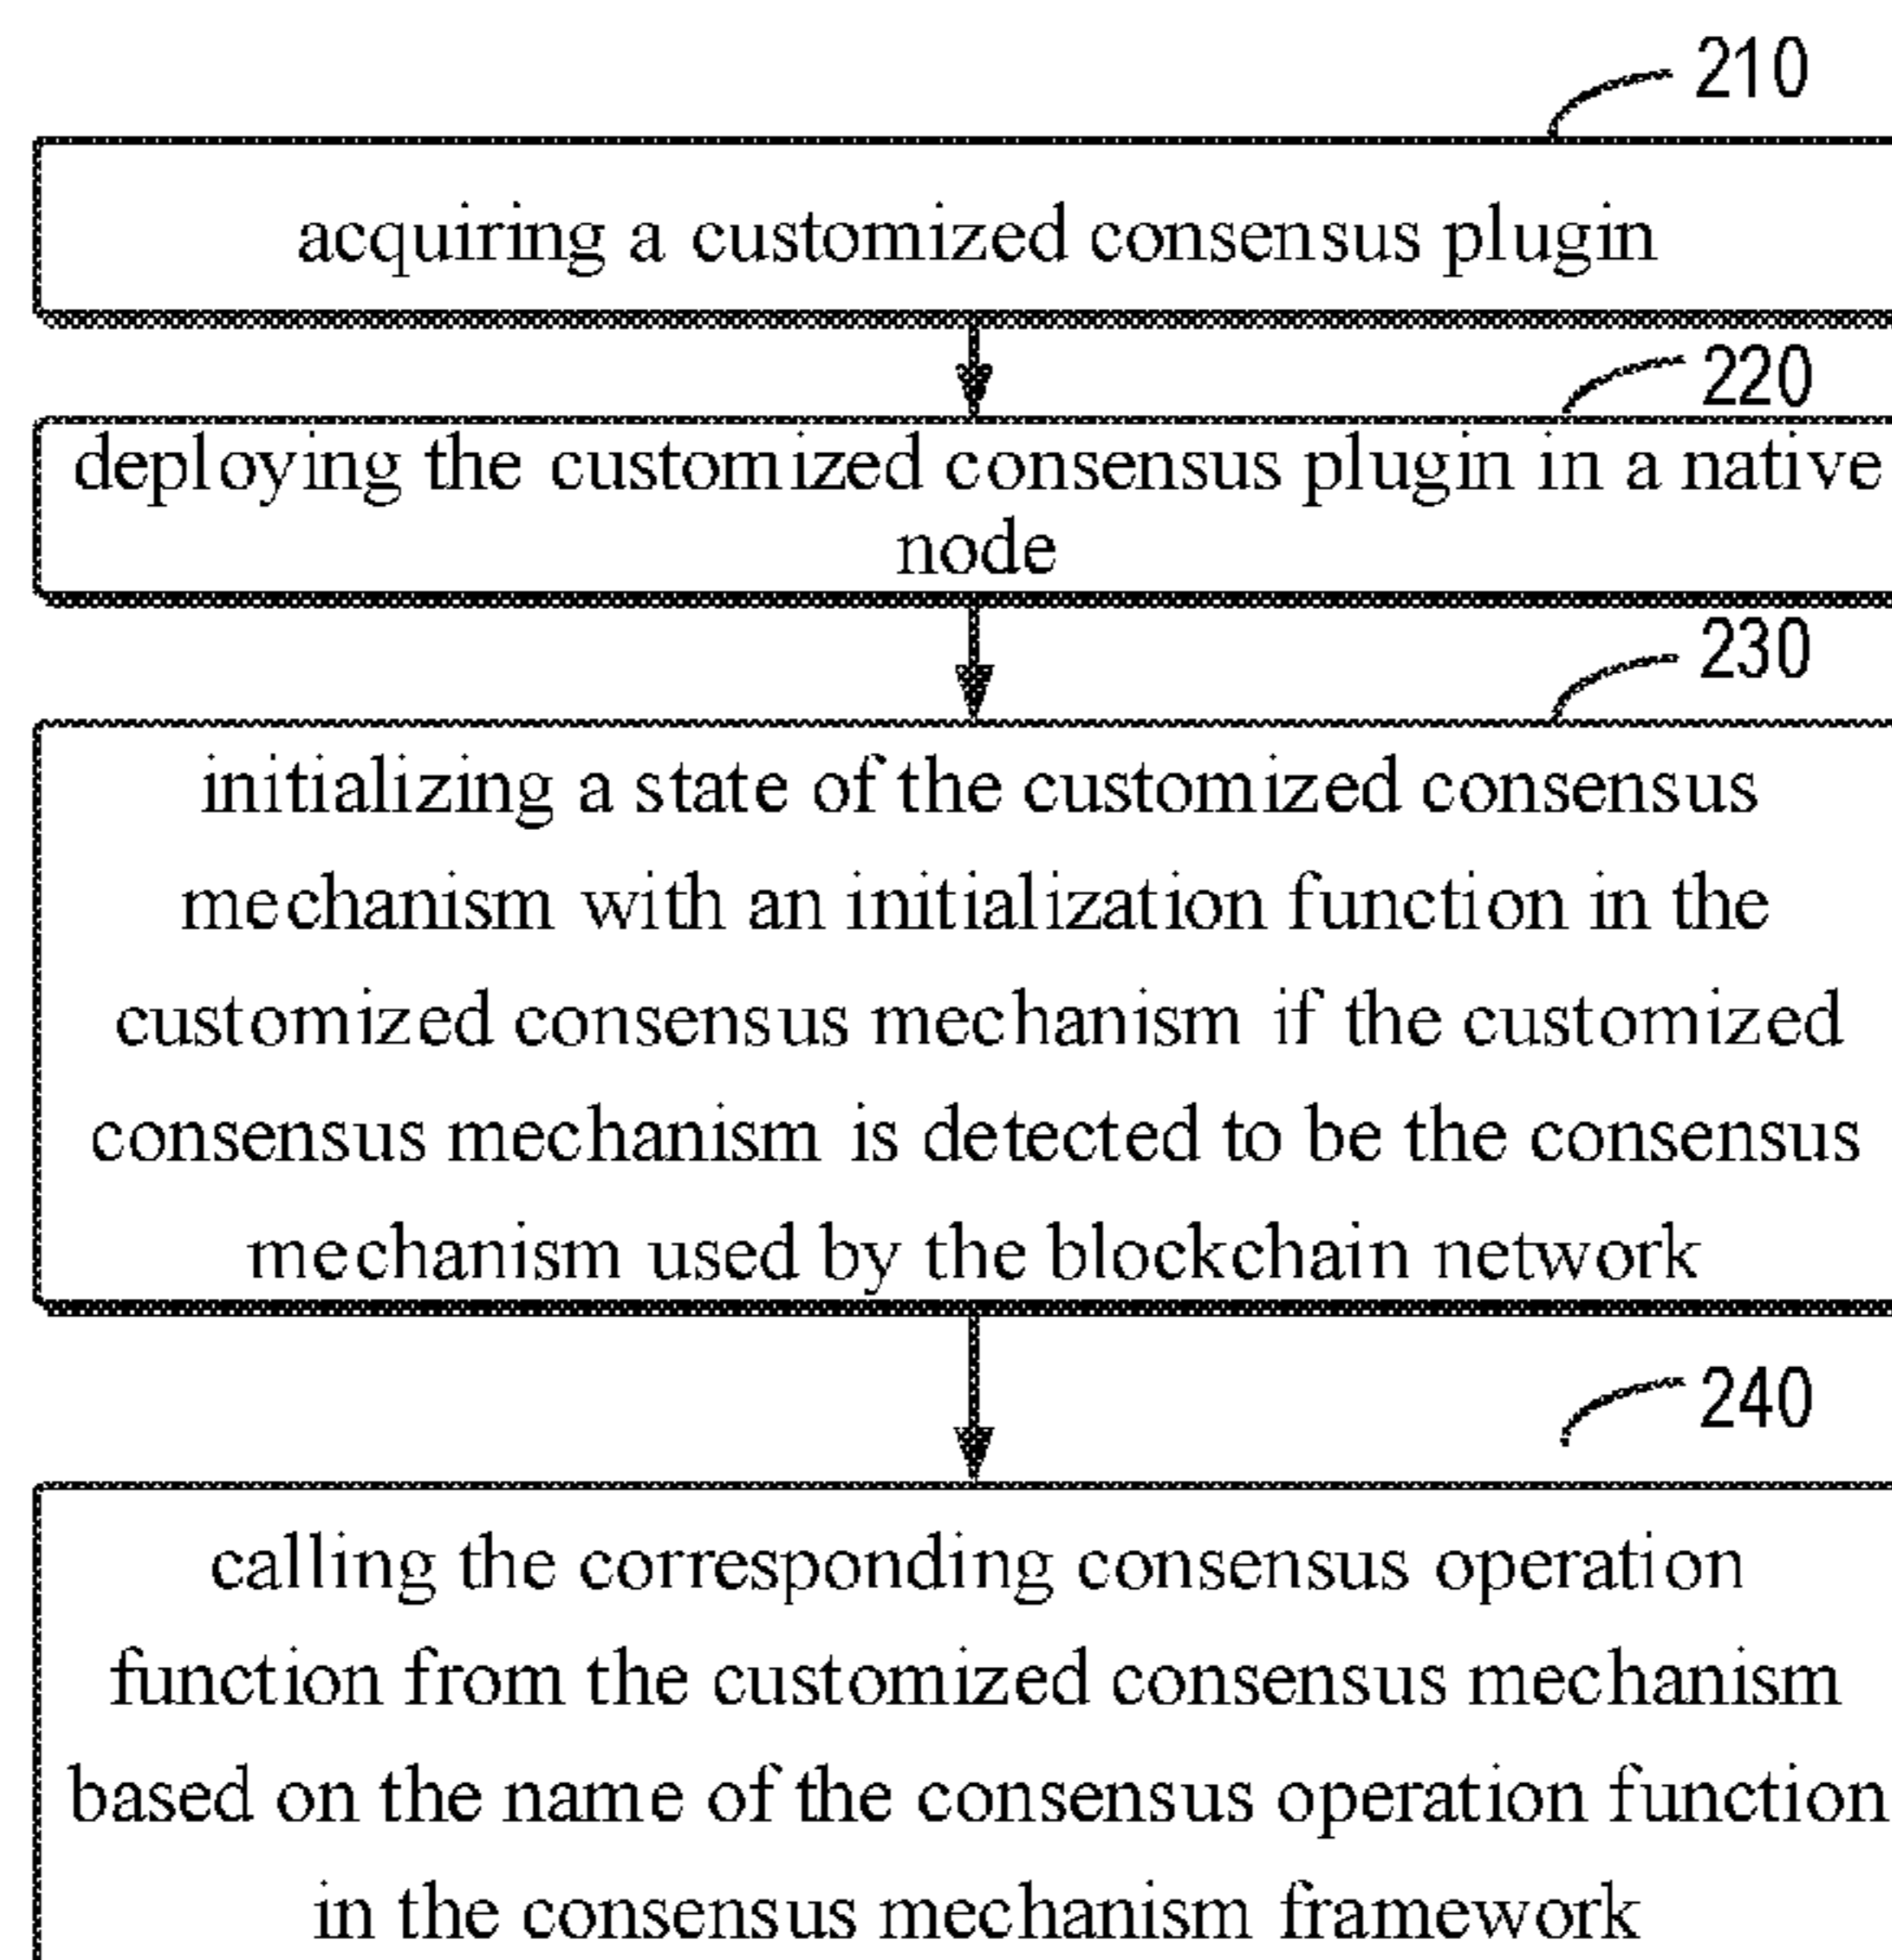 210
acquiring a customized consensus plugin
220
deploying the customized consensus plugin in a native
node
230
initializing a state of the customized consensus
mechanism with an initialization function in the
customized consensus mechanism if the customized
consensus mechanism is detected to be the consensus
mechanism used by the blockchain network
240
calling the corresponding consensus operation
function from the customized consensus mechanism
based on the name of the consensus operation function
in the consensus mechanism framework